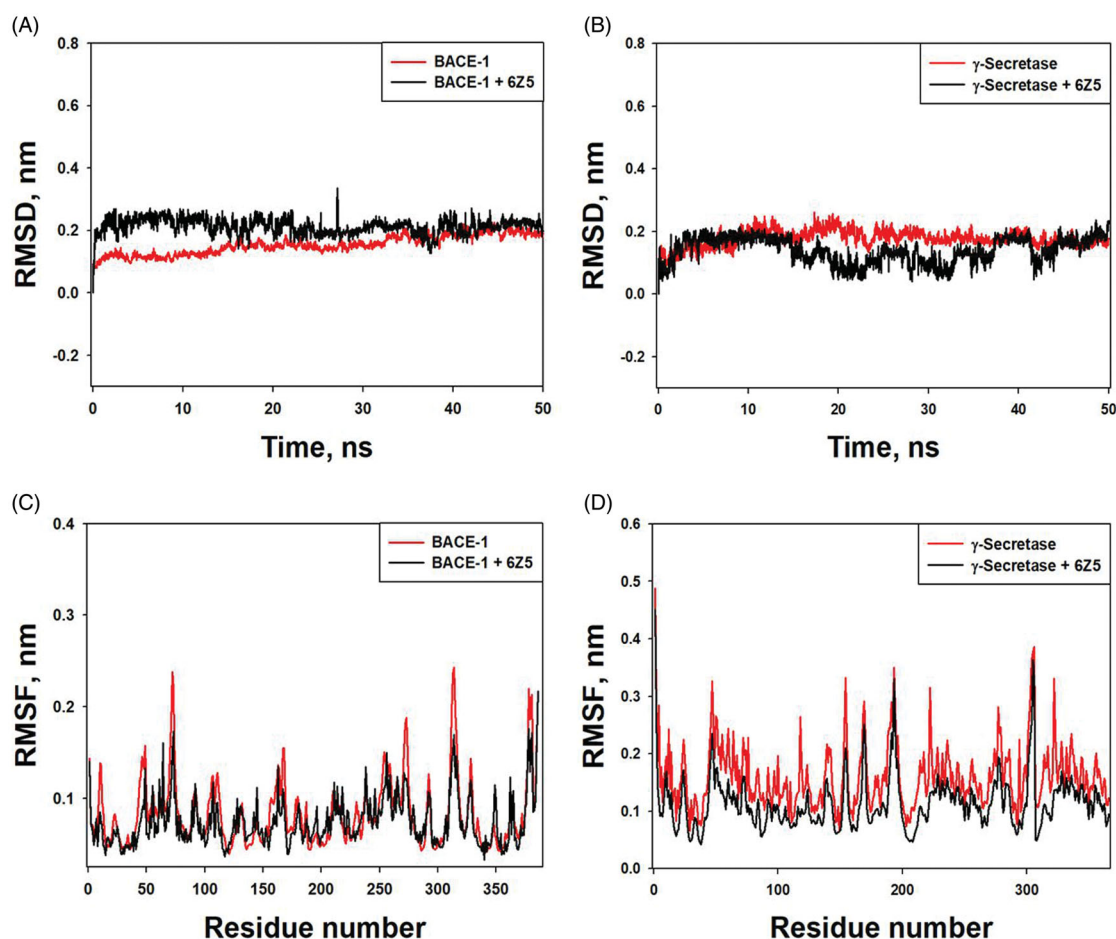 (A)
0.8
0.6
0.4
0.2
0.0
-0.2
RMSD, nm
BACE-1
BACE-1 + 6Z5
0 10 20 30 40 50
Time, ns
(B)
0.8
0.6
0.4
0.2
0.0
-0.2
RMSD, nm
γ-Secretase
γ-Secretase + 6Z5
0 10 20 30 40 50
Time, ns
(C)
0.4
0.3
0.2
0.1
RMSF, nm
BACE-1
BACE-1 + 6Z5
0 50 100 150 200 250 300 350
Residue number
(D)
0.6
0.5
0.4
0.3
0.2
0.1
0.0
RMSF, nm
γ-Secretase
γ-Secretase + 6Z5
0 100 200 300
Residue number